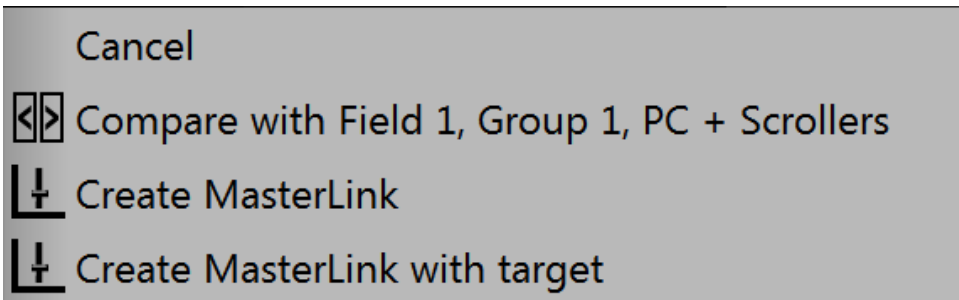 Cancel
Compare with Field 1, Group 1, PC + Scrollers
Create MasterLink
Create MasterLink with target